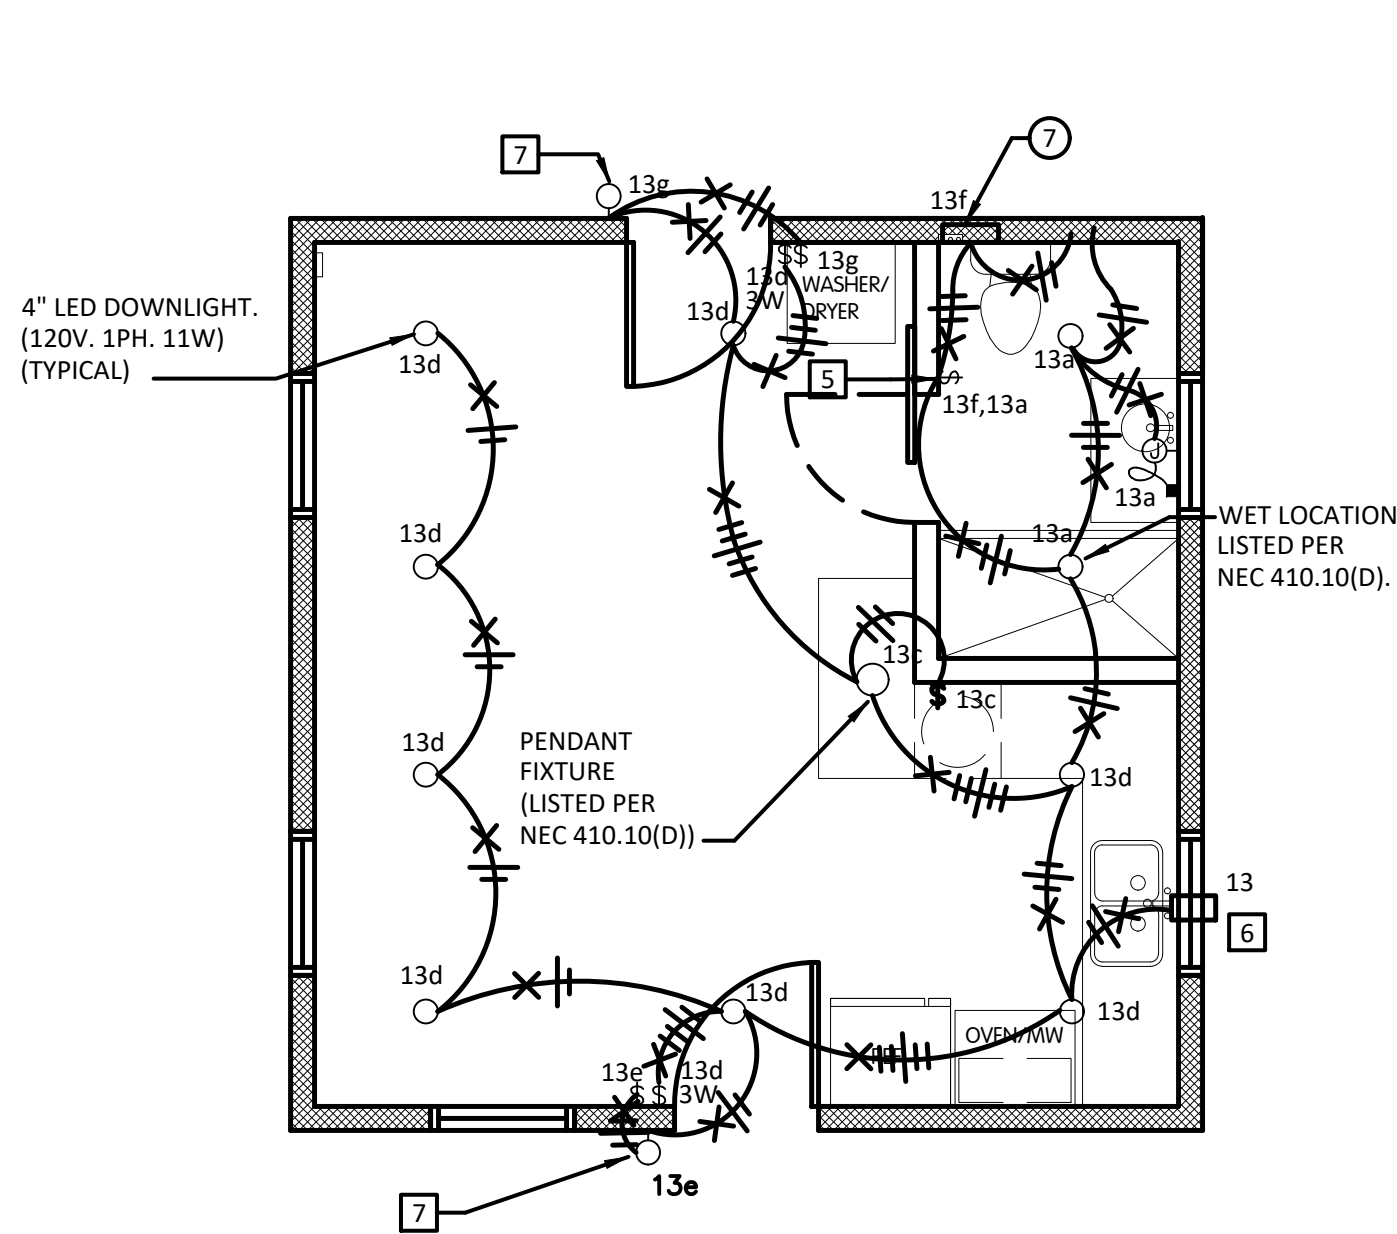 7
7
13g
13f
$$
13g
13d
3W
WASHER/
DRYER
4" LED DOWNLIGHT.
(120V. 1PH. 11W)
(TYPICAL)
13d
13d
13a
5
$
13f,13a
J
13a
13d
13a
WET LOCATION
LISTED PER
NEC 410.10(D).
13c
$
13c
13d
PENDANT
FIXTURE
(LISTED PER
NEC 410.10(D))
13d
13
6
13d
13d
13d
OVEN/MW
13e
13d
3W
$ $
13e
7